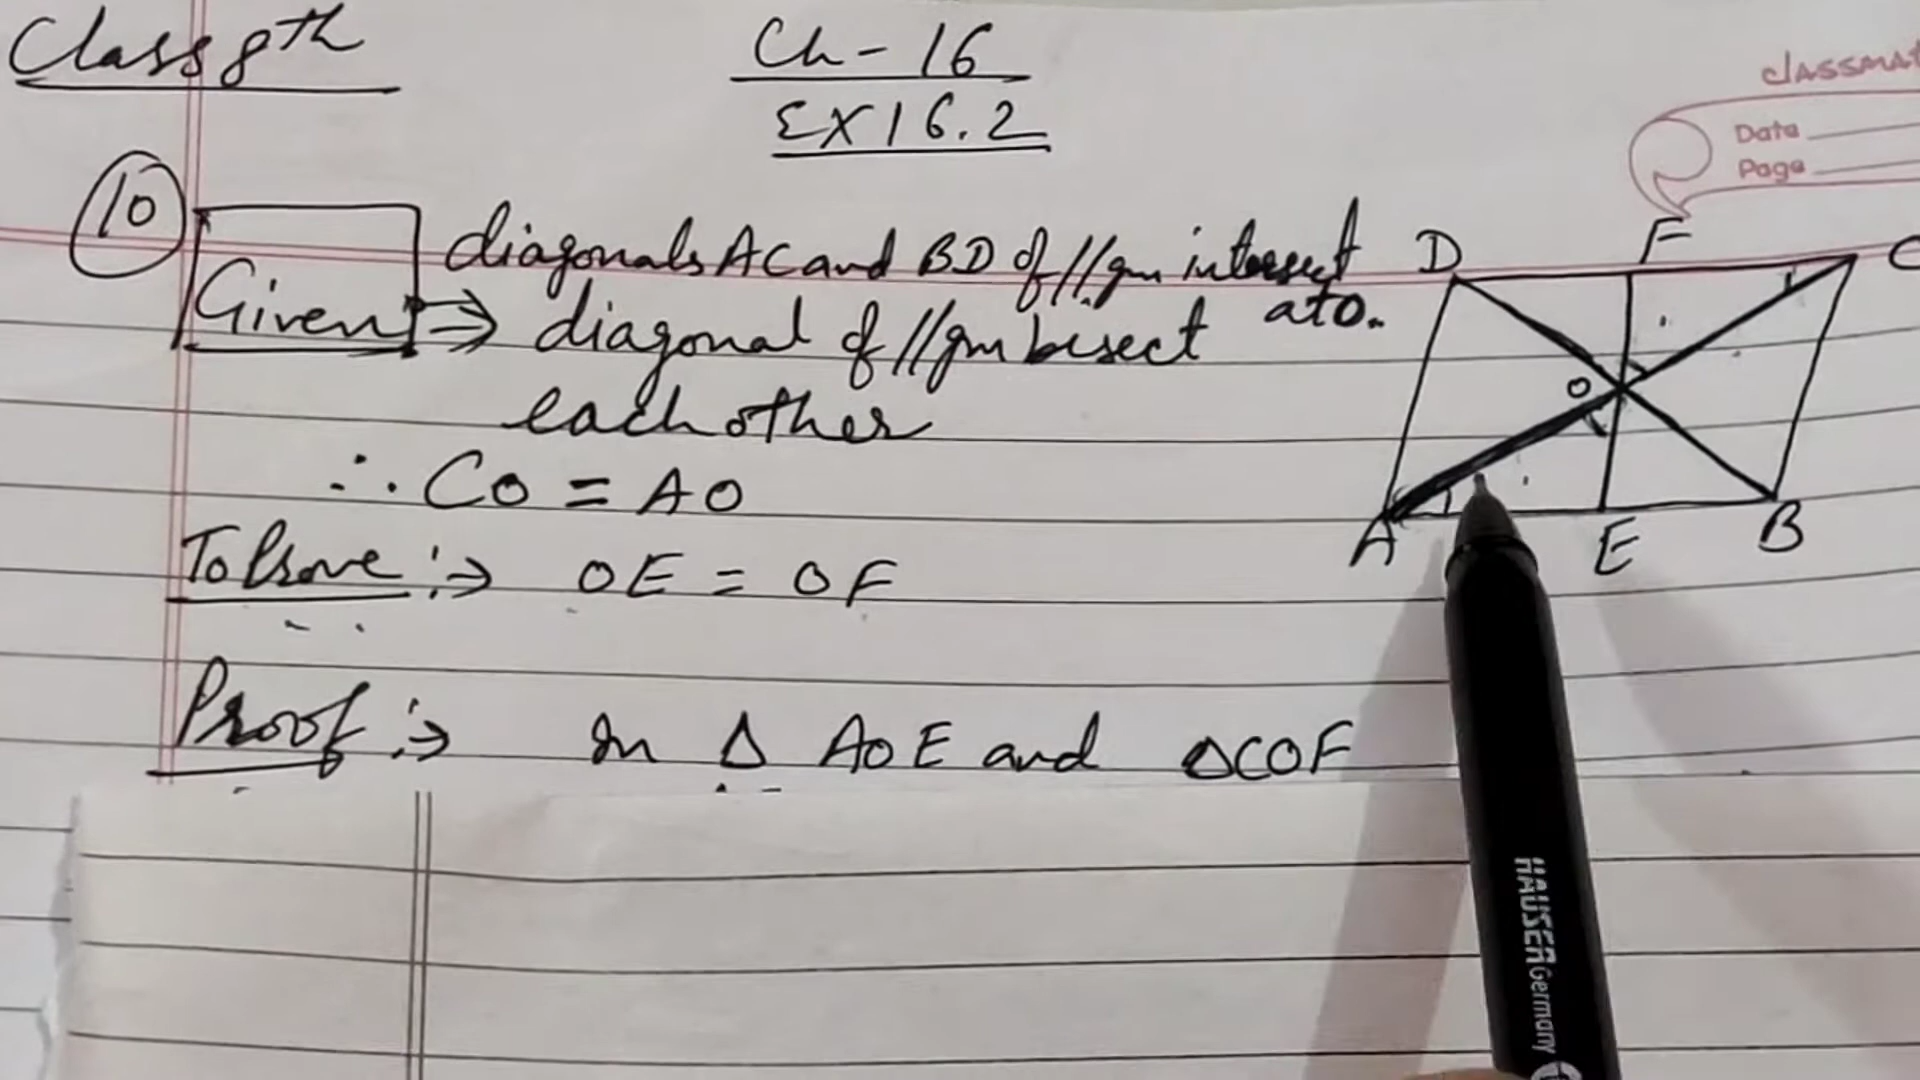 Class 8th
Ch- 16
Ex 16.2
classmat
Date
Page
10
Given ⇒ diagonals AC and BD of //gm intersect at O.
diagonal of //gm bisect
each other
∴ CO = AO
To Prove :→ OE = OF
Proof :→ In Δ AOE and ΔCOF
D F C
O
A E B
HAUSER Germany